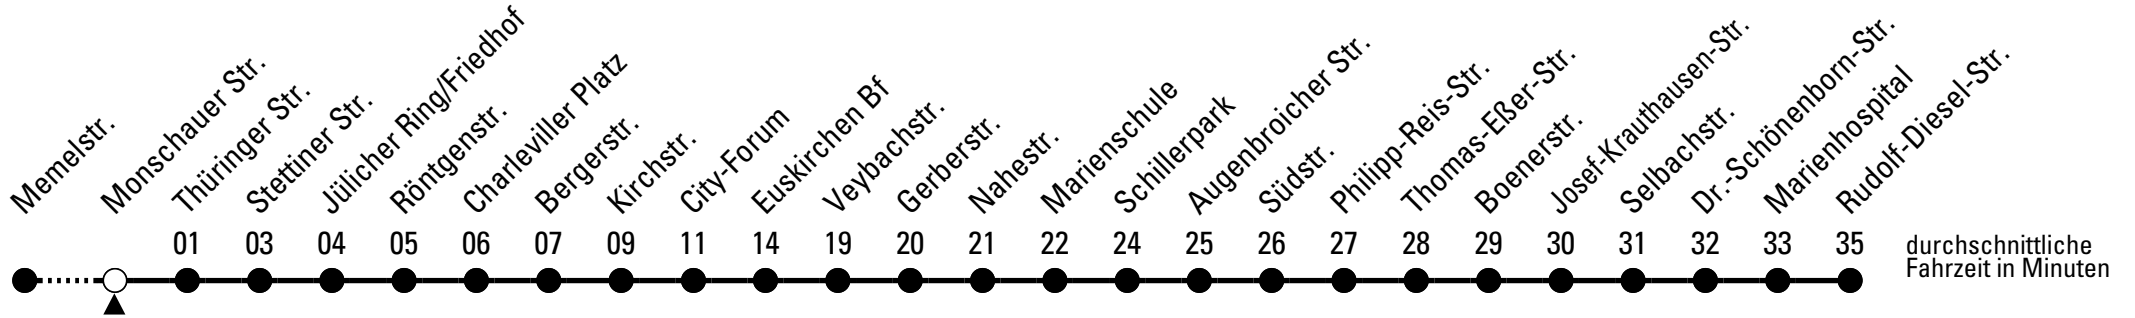 Memelstr.
Monschauer Str.
Thüringer Str.
Stettiner Str.
Jülicher Ring/Friedhof
Röntgenstr.
Charleviller Platz
Bergerstr.
Kirchstr.
City-Forum
Euskirchen Bf
Veybachstr.
Gerberstr.
Nahestr.
Marienschule
Schillerpark
Augenbroicher Str.
Südstr.
Philipp-Reis-Str.
Thomas-Eßer-Str.
Boenerstr.
Josef-Krauthausen-Str.
Selbachstr.
Dr.-Schönenborn-Str.
Marienhospital
Rudolf-Diesel-Str.
01 03 04 05 06 07 09 11 14 19 20 21 22 24 25 26 27 28 29 30 31 32 33 35
durchschnittliche
Fahrzeit in Minuten